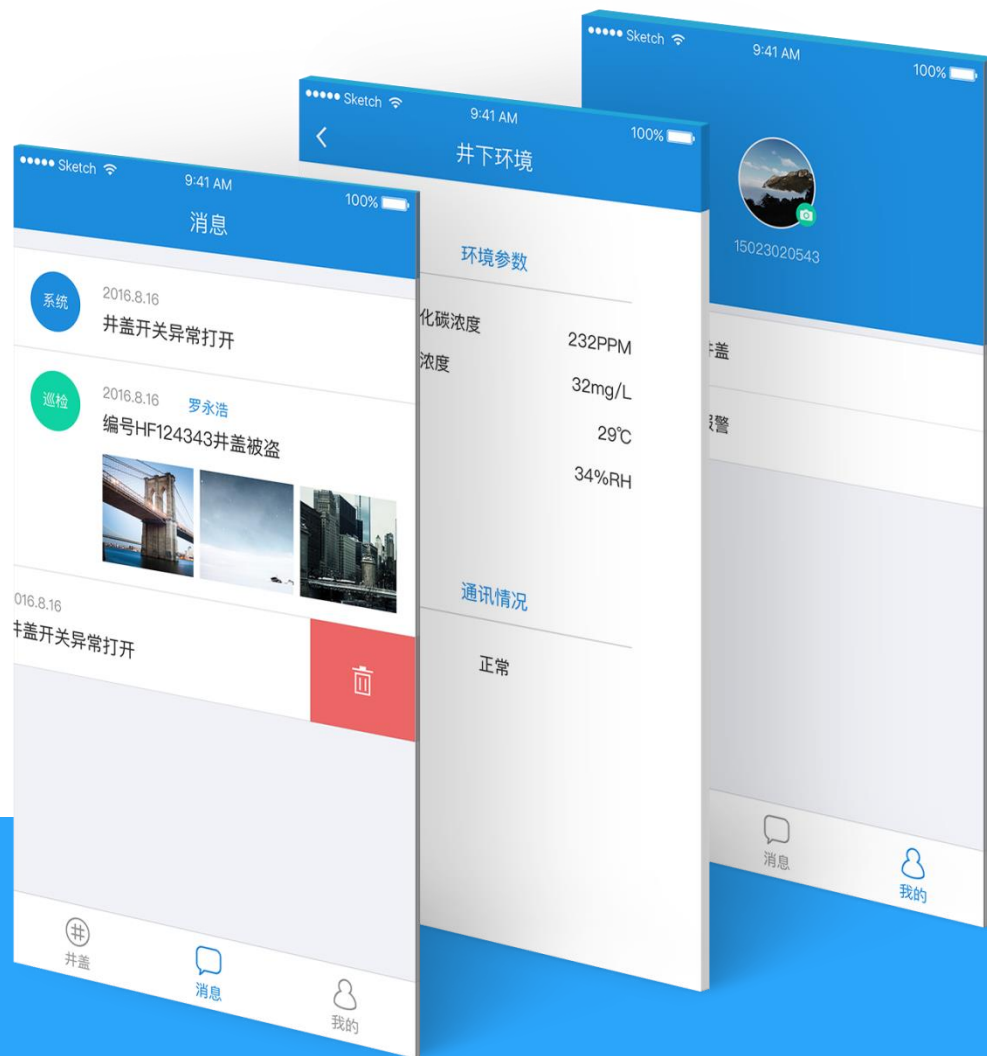 Sketch 9:41 AM 100%
消息
系统
2016.8.16
井盖开关异常打开
巡检
2016.8.16 罗永浩
编号HF124343井盖被盗
016.8.16
井盖开关异常打开
井盖
消息
我的
Sketch 9:41 AM 100%
井下环境
环境参数
化碳浓度 232PPM
浓度 32mg/L
29℃
34%RH
通讯情况
正常
Sketch 9:41 AM 100%
15023020543
井盖
报警
消息
我的